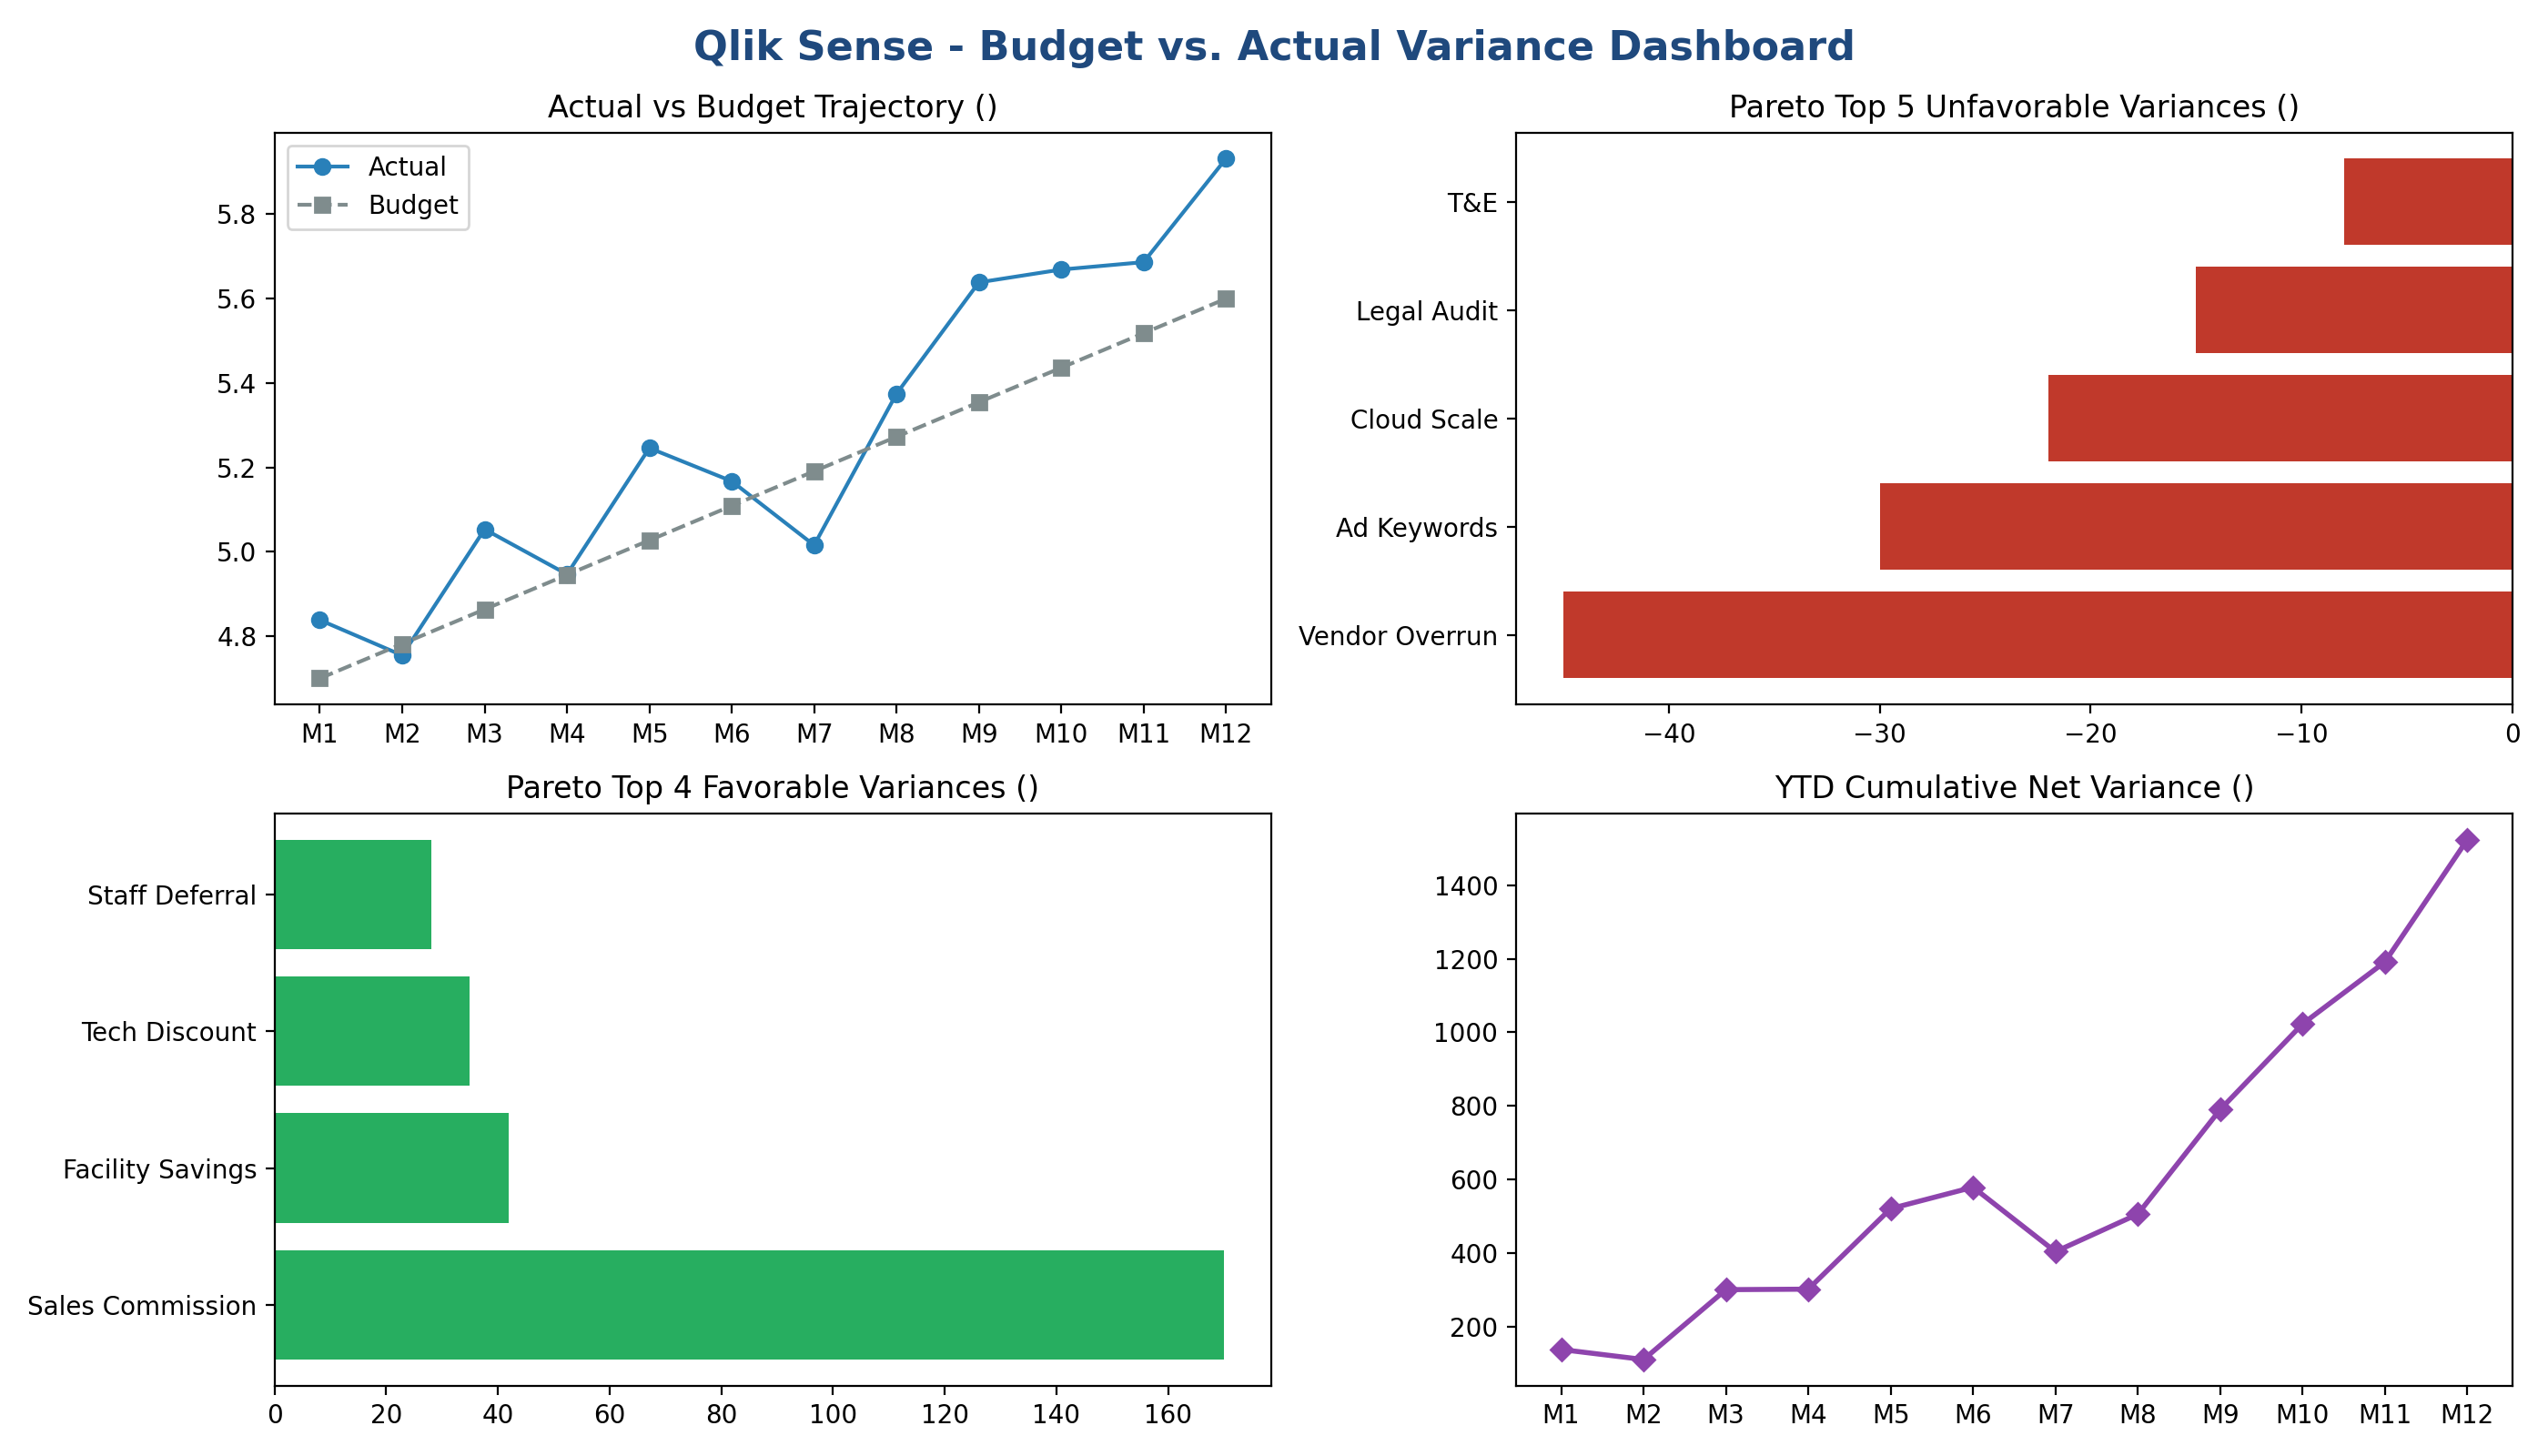 Qlik Sense - Budget vs. Actual Variance Dashboard
Actual vs Budget Trajectory ()
Actual
Budget
5.8
5.6
5.4
5.2
5.0
4.8
M1 M2 M3 M4 M5 M6 M7 M8 M9 M10 M11 M12
Pareto Top 5 Unfavorable Variances ()
T&E
Legal Audit
Cloud Scale
Ad Keywords
Vendor Overrun
−40 −30 −20 −10 0
Pareto Top 4 Favorable Variances ()
Staff Deferral
Tech Discount
Facility Savings
Sales Commission
0 20 40 60 80 100 120 140 160
YTD Cumulative Net Variance ()
1400
1200
1000
800
600
400
200
M1 M2 M3 M4 M5 M6 M7 M8 M9 M10 M11 M12